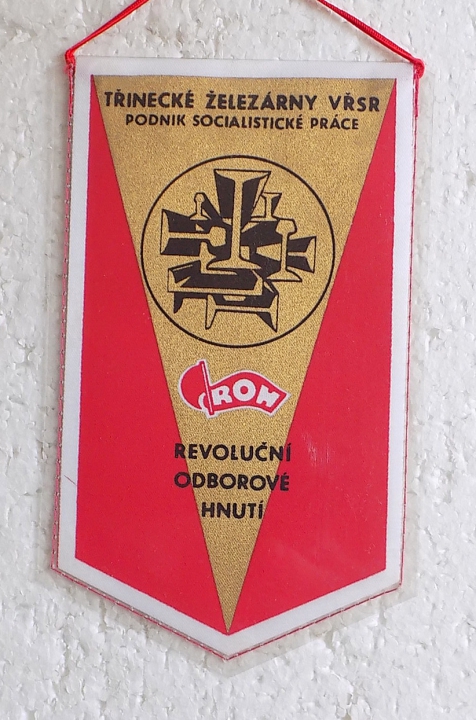 TŘINECKÉ ŽELEZÁRNY VŘSR
PODNIK SOCIALISTICKÉ PRÁCE
ROH
REVOLUČNÍ
ODBOROVÉ
HNUTÍ